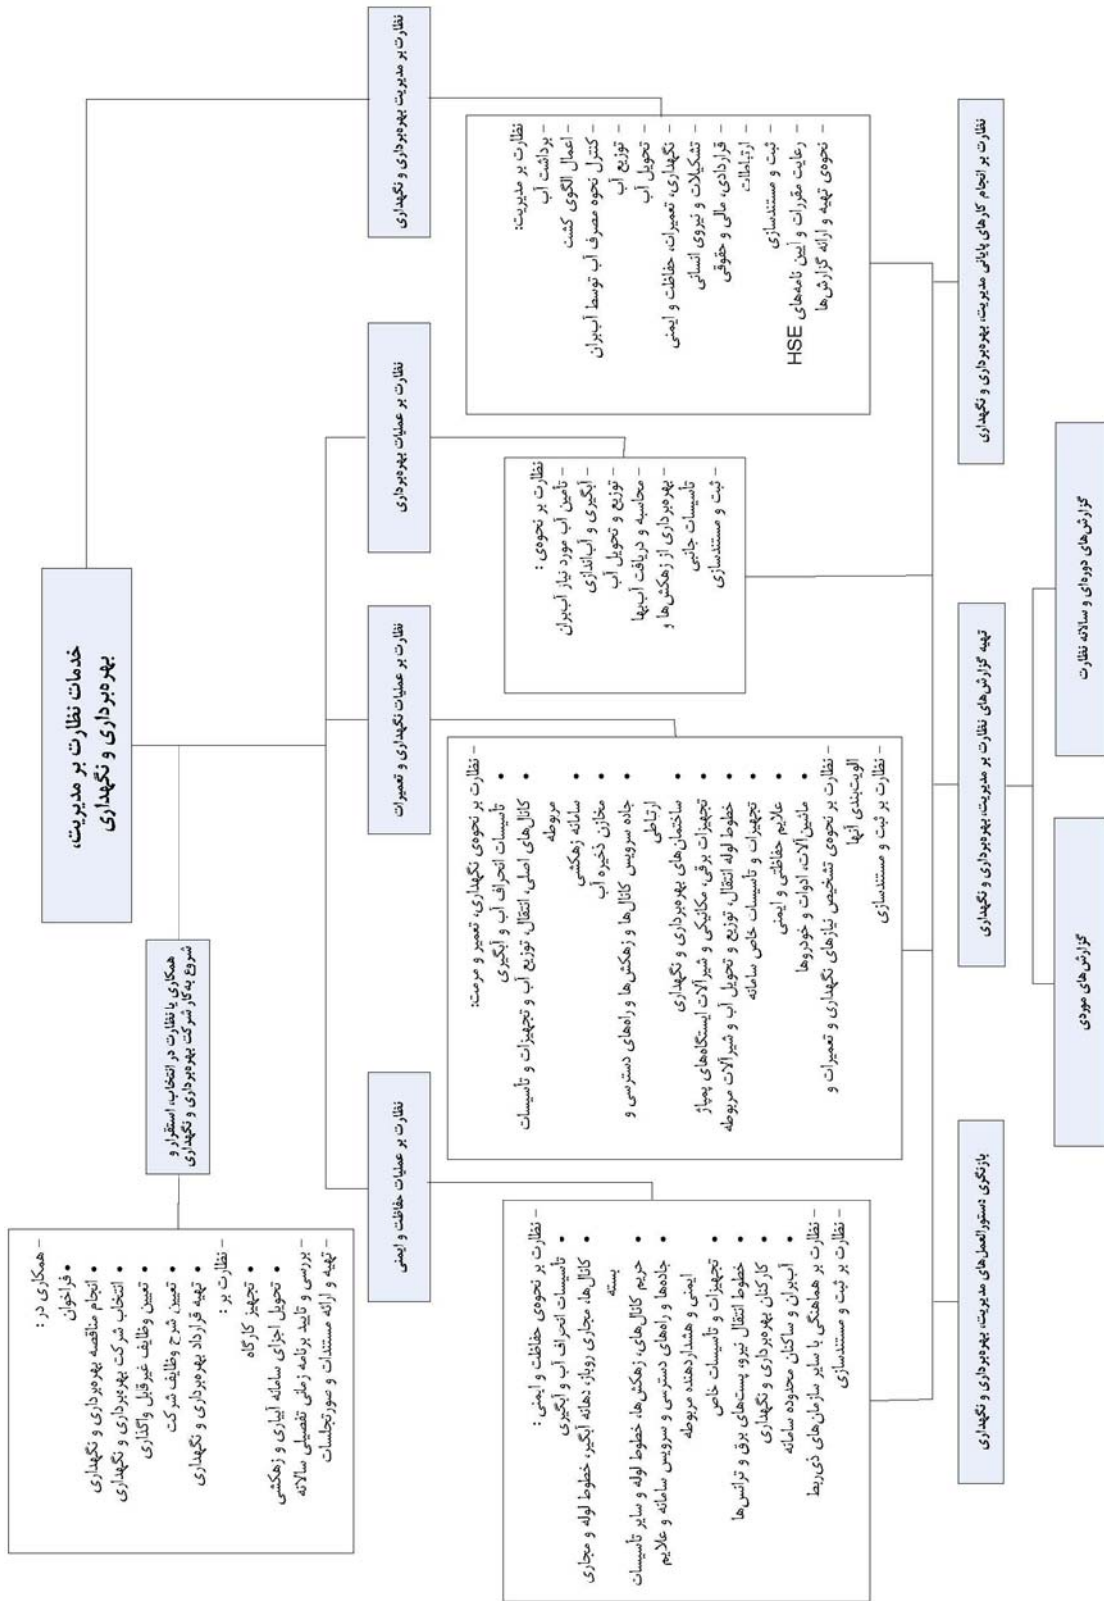 خدمات نظارت بر مدیریت،
بهره‌برداری و نگهداری
همکاری یا نظارت در انتخاب، استقرار و
شروع به کار شرکت بهره‌برداری و نگهداری
– همکاری در :
• فراخوان
• انجام مناقصه بهره‌برداری و نگهداری
• انتخاب شرکت بهره‌برداری و نگهداری
• تعیین وظایف غیرقابل واگذاری
• تعیین شرح وظایف شرکت
• تهیه قرارداد بهره‌برداری و نگهداری
– نظارت بر :
• تجهیز کارگاه
• تحویل اجزای سامانه آبیاری و زهکشی
– بررسی و تایید برنامه زمانی تفصیلی سالانه
– تهیه و ارائه مستندات و صورتجلسات
نظارت بر مدیریت بهره‌برداری و نگهداری
نظارت بر مدیریت:
– برداشت آب
– اعمال الگوی کشت
– کنترل نحوه مصرف آب توسط آب‌بران
– توزیع آب
– تحویل آب
– نگهداری، تعمیرات، حفاظت و ایمنی
– تشکیلات و نیروی انسانی
– قراردادی، مالی و حقوقی
– ارتباطات
– ثبت و مستندسازی
– رعایت مقررات و آیین نامه‌های HSE
– نحوه‌ی تهیه و ارائه گزارش‌ها
نظارت بر عملیات بهره‌برداری
نظارت بر نحوه‌ی :
– تأمین آب مورد نیاز آب‌بران
– آبگیری و آب‌اندازی
– توزیع و تحویل آب
– محاسبه و دریافت آب‌بها
– بهره‌برداری از زهکش‌ها و
تاسیسات جانبی
– ثبت و مستندسازی
نظارت بر عملیات نگهداری و تعمیرات
– نظارت بر نحوه‌ی نگهداری، تعمیر و مرمت:
• تأسیسات انحراف آب و آبگیری
• کانال‌های اصلی، انتقال، توزیع آب و تجهیزات و تأسیسات
مربوطه
• سامانه زهکشی
• مخازن ذخیره آب
• جاده سرویس کانال‌ها و زهکش‌ها و راه‌های دسترسی و
ارتباطی
• ساختمان‌های بهره‌برداری و نگهداری
• تجهیزات برقی، مکانیکی و شیرآلات ایستگاه‌های پمپاژ
• خطوط لوله انتقال، توزیع و تحویل آب و شیرآلات مربوطه
• تجهیزات و تأسیسات خاص سامانه
• علایم حفاظتی و ایمنی
• ماشین‌آلات، ادوات و خودروها
– نظارت بر نحوه‌ی تشخیص نیازهای نگهداری و تعمیرات و
الویت‌بندی آنها
– نظارت بر ثبت و مستندسازی
نظارت بر عملیات حفاظت و ایمنی
– نظارت بر نحوه‌ی حفاظت و ایمنی :
• تأسیسات انحراف آب و آبگیری
• کانال‌ها، مجاری روباز، دهانه آبگیر، خطوط لوله و مجاری
بسته
• حریم کانال‌های، زهکش‌ها، خطوط لوله و سایر تأسیسات
• جاده‌ها و راه‌های دسترسی و سرویس سامانه و علایم
ایمنی و هشداردهنده مربوطه
• تجهیزات و تأسیسات خاص
• خطوط انتقال نیرو، پست‌های برق و ترانس‌ها
• کارکنان بهره‌برداری و نگهداری
• آب‌بران و ساکنان محدوده سامانه
– نظارت بر هماهنگی با سایر سازمان‌های ذی‌ربط
– نظارت بر ثبت و مستندسازی
نظارت بر انجام کارهای پایانی مدیریت، بهره‌برداری و نگهداری
تهیه گزارش‌های نظارت بر مدیریت، بهره‌برداری و نگهداری
بازنگری دستورالعمل‌های مدیریت، بهره‌برداری و نگهداری
گزارش‌های دوره‌ای و سالانه نظارت
گزارش‌های موردی